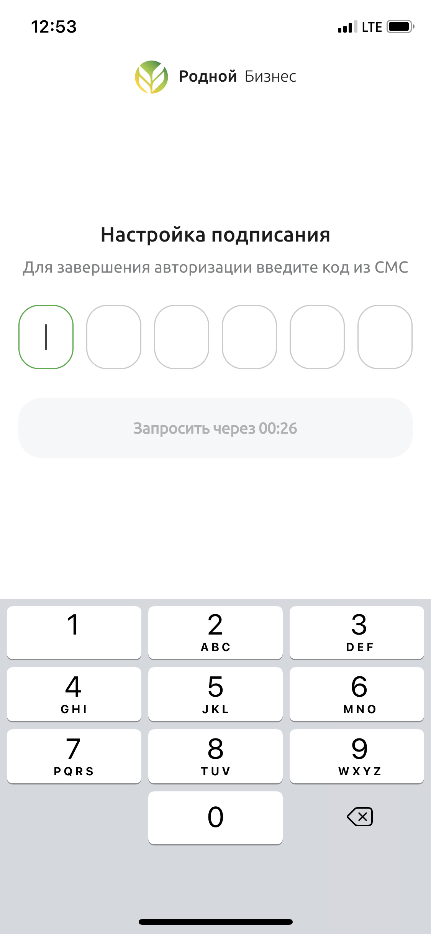 12:53 LTE
Родной Бизнес
Настройка подписания
Для завершения авторизации введите код из СМС
Запросить через 00:26
1 2 3
ABC DEF
4 5 6
GHI JKL MNO
7 8 9
PQRS TUV WXYZ
0